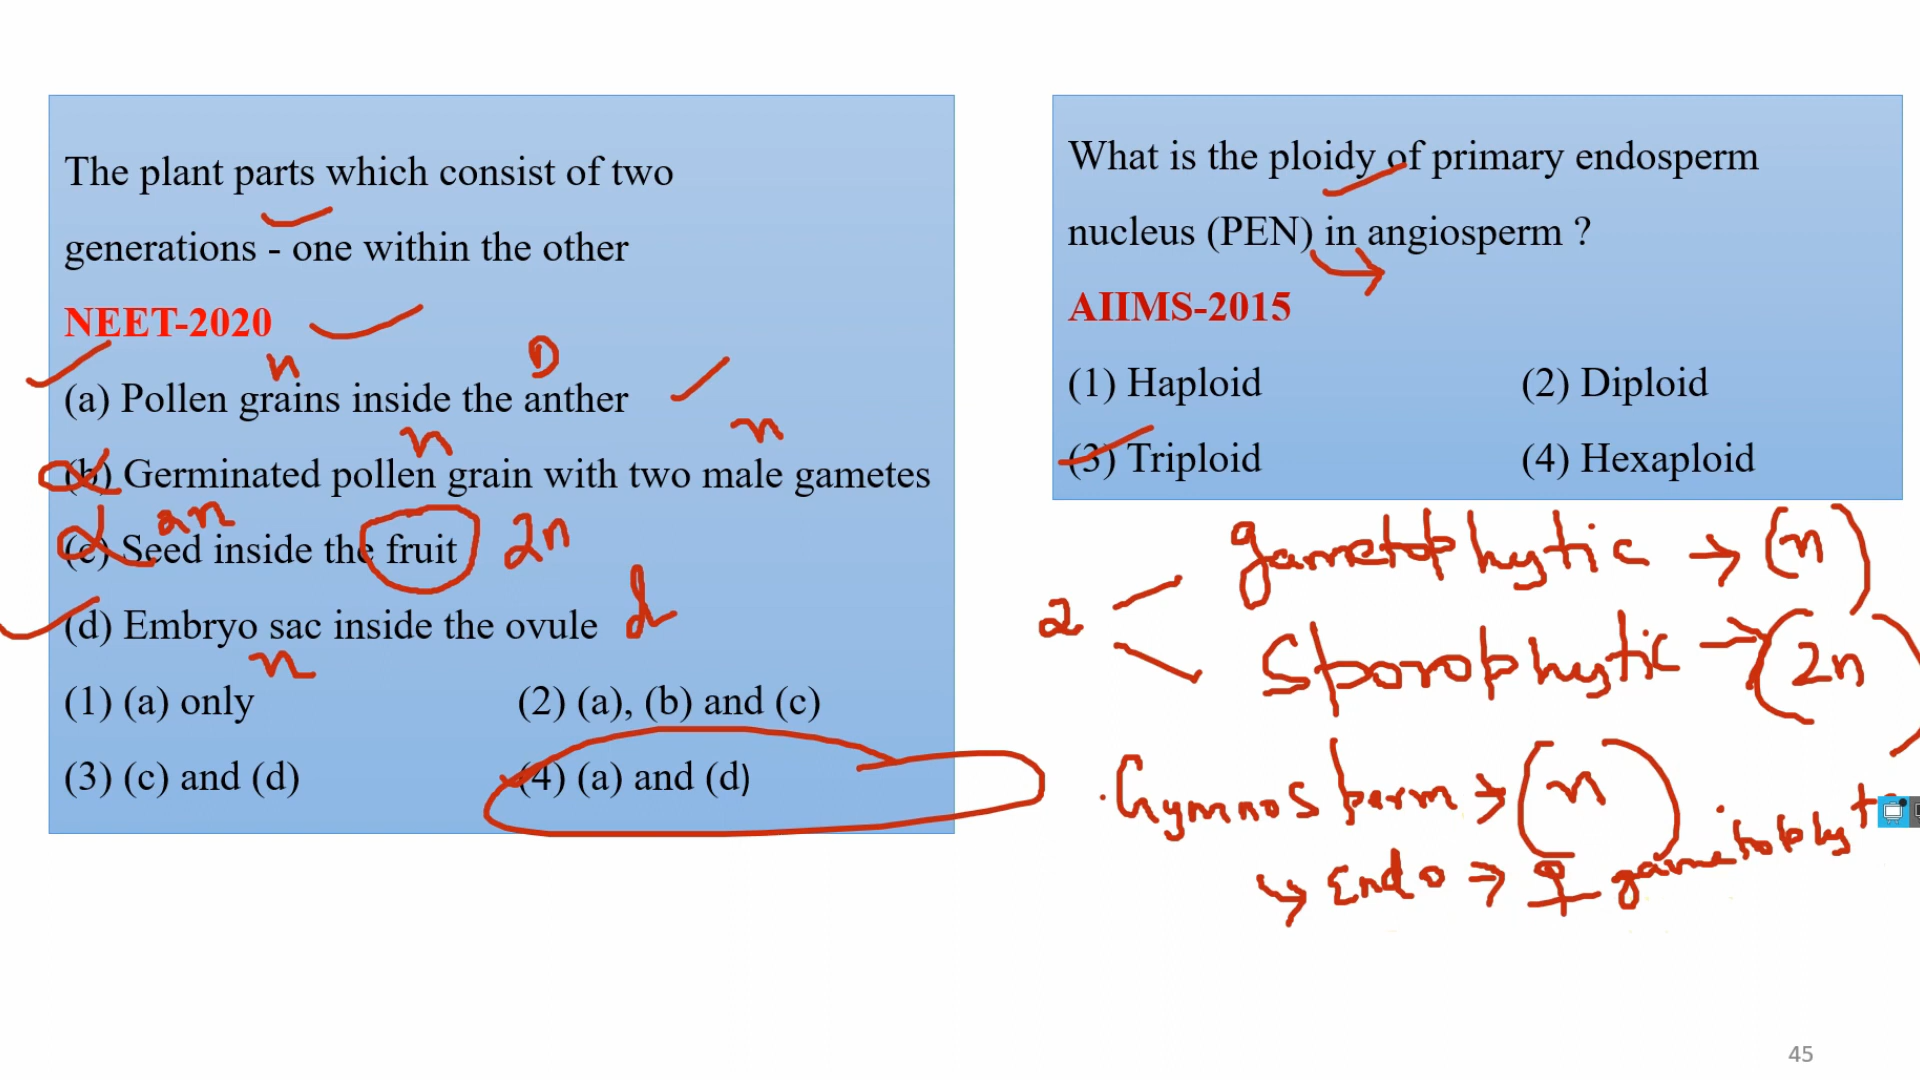 The plant parts which consist of two
generations - one within the other
NEET-2020
n D
(a) Pollen grains inside the anther
n n
(b) Germinated pollen grain with two male gametes
2n
(c) Seed inside the fruit 2n
(d) Embryo sac inside the ovule d
n
(1) (a) only (2) (a), (b) and (c)
(3) (c) and (d) (4) (a) and (d)
What is the ploidy of primary endosperm
nucleus (PEN) in angiosperm ?
AIIMS-2015
(1) Haploid (2) Diploid
(3) Triploid (4) Hexaploid
gametophytic → (n)
2
Sporophytic → (2n)
Gymnosperm → (n)
↳ Endo → ♀ gametophyt
45